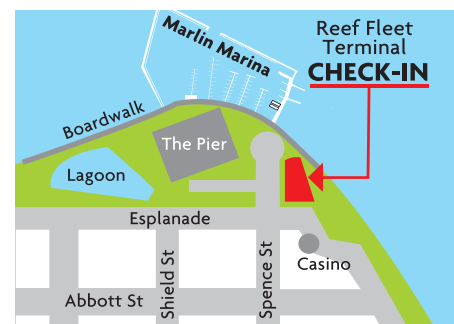 Marlin Marina
Reef Fleet
Terminal
CHECK-IN
Boardwalk
The Pier
Lagoon
Esplanade
Shield St
Spence St
Casino
Abbott St